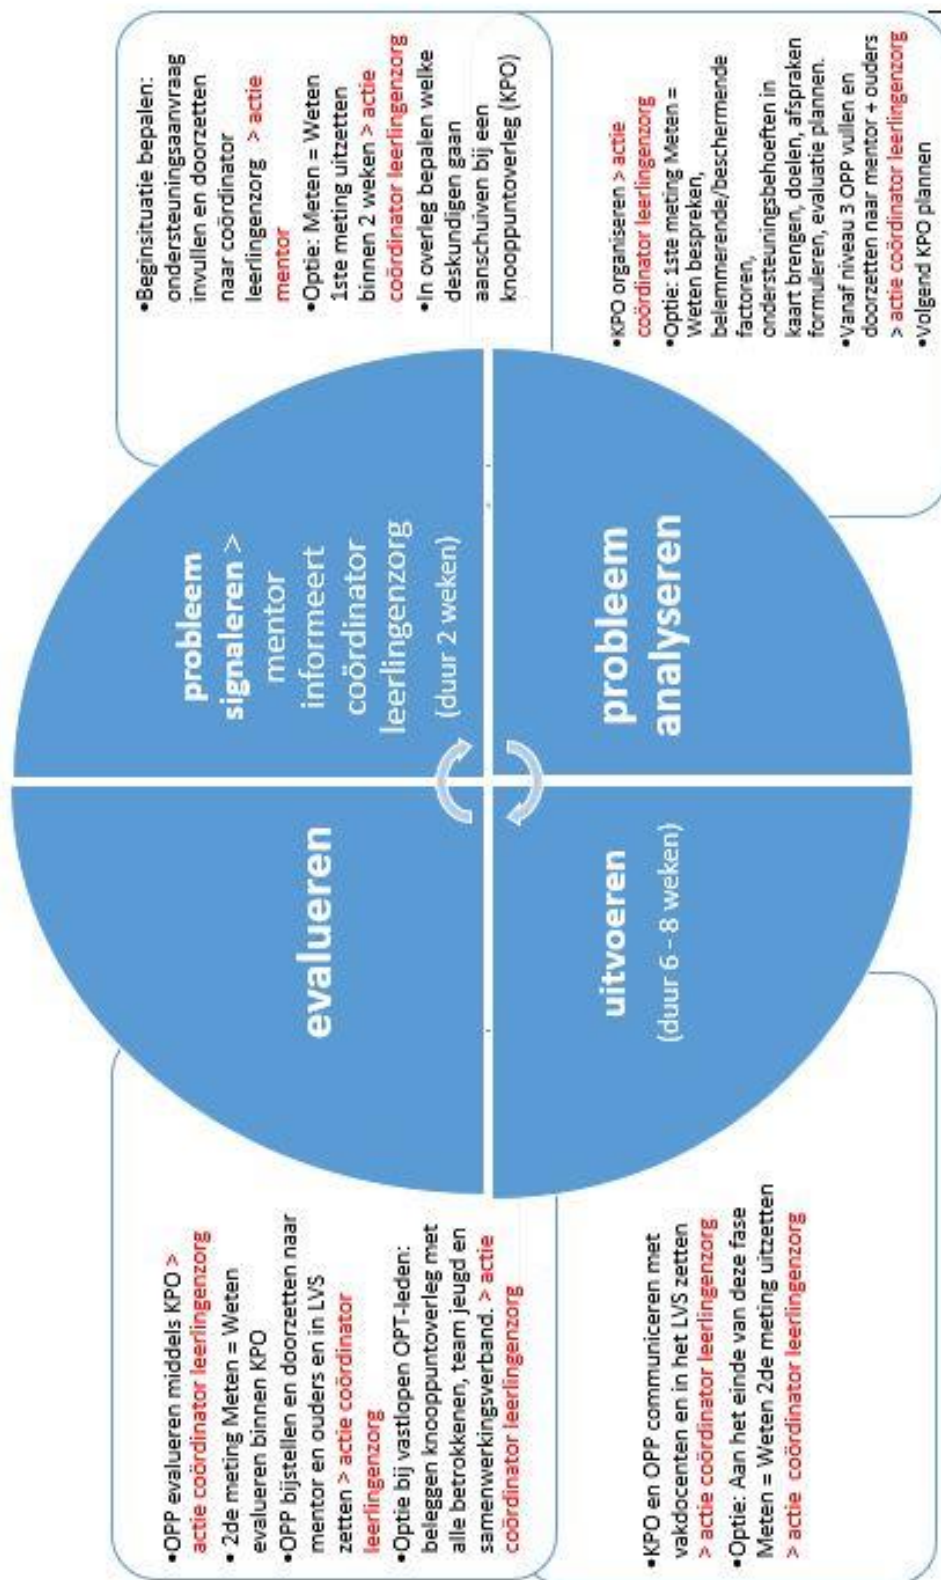 •OPP evalueren middels KPO >
actie coördinator leerlingenzorg
• 2de meting Meten = Weten
evalueren binnen KPO
•OPP bijstellen en doorzetten naar
mentor en ouders en in LVS
zetten > actie coördinator
leerlingenzorg
•Optie bij vastlopen OPT-leden:
beleggen knooppuntoverleg met
alle betrokkenen, team jeugd en
samenwerkingsverband. > actie
coördinator leerlingenzorg
evalueren
probleem
signaleren >
mentor
informeert
coördinator
leerlingenzorg
(duur 2 weken)
•Beginsituatie bepalen:
ondersteuningsaanvraag
invullen en doorzetten
naar coördinator
leerlingenzorg > actie
mentor
•Optie: Meten = Weten
1ste meting uitzetten
binnen 2 weken > actie
coördinator leerlingenzorg
•In overleg bepalen welke
deskundigen gaan
aanschuiven bij een
knooppuntoverleg (KPO)
•KPO en OPP communiceren met
vakdocenten en in het LVS zetten
> actie coördinator leerlingenzorg
•Optie: Aan het einde van deze fase
Meten = Weten 2de meting uitzetten
> actie coördinator leerlingenzorg
uitvoeren
(duur 6 - 8 weken)
probleem
analyseren
•KPO organiseren > actie
coördinator leerlingenzorg
•Optie: 1ste meting Meten =
Weten bespreken,
belemmerende/beschermende
factoren,
ondersteuningsbehoeften in
kaart brengen, doelen, afspraken
formuleren, evaluatie plannen.
•Vanaf niveau 3 OPP vullen en
doorzetten naar mentor + ouders
> actie coördinator leerlingenzorg
•Volgend KPO plannen